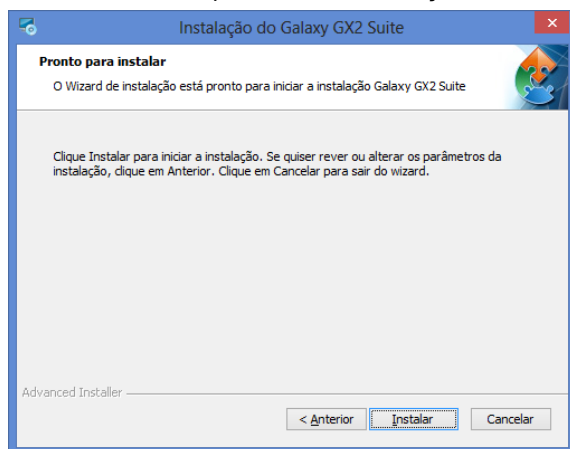 Instalação do Galaxy GX2 Suite
Pronto para instalar
O Wizard de instalação está pronto para iniciar a instalação Galaxy GX2 Suite
Clique Instalar para iniciar a instalação. Se quiser rever ou alterar os parâmetros da
instalação, clique em Anterior. Clique em Cancelar para sair do wizard.
Advanced Installer
< Anterior Instalar Cancelar